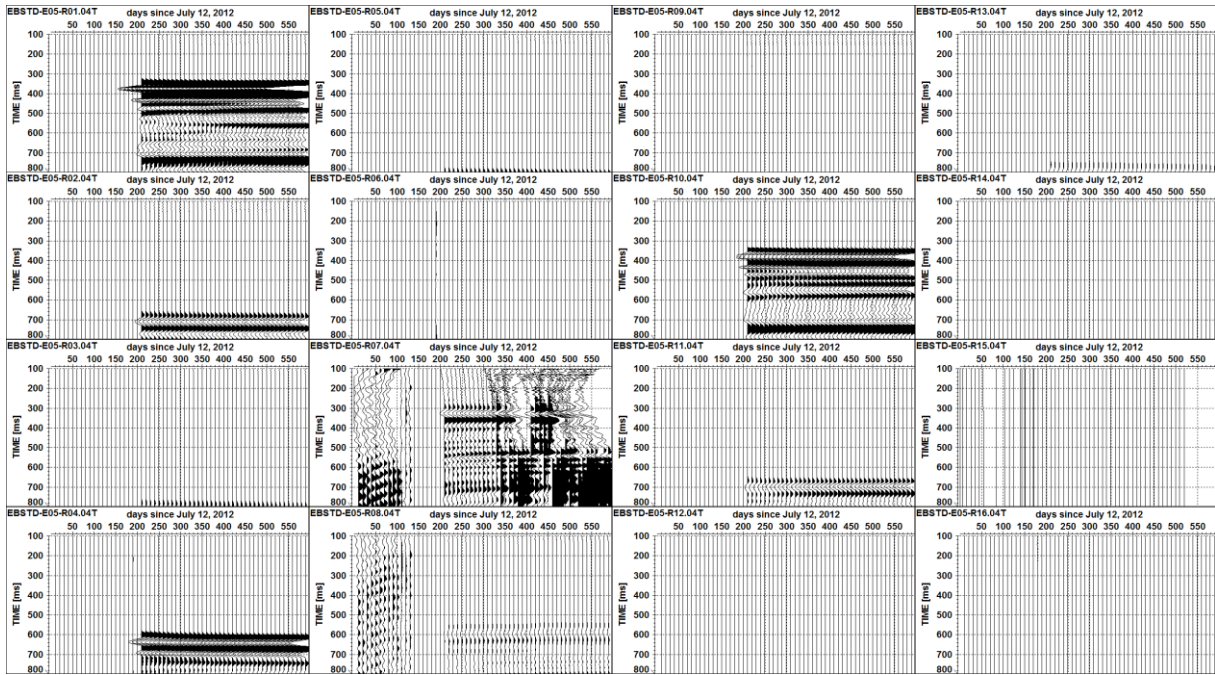 EBSTD-E05-R01.04T days since July 12, 2012 EBSTD-E05-R05.04T days since July 12, 2012 EBSTD-E05-R09.04T days since July 12, 2012 EBSTD-E05-R13.04T days since July 12, 2012
50 100 150 200 250 300 350 400 450 500 550 50 100 150 200 250 300 350 400 450 500 550 50 100 150 200 250 300 350 400 450 500 550 50 100 150 200 250 300 350 400 450 500 550
100 100 100 100
200 200 200 200
300 300 300 300
TIME [ms] TIME [ms] TIME [ms] TIME [ms]
400 400 400 400
500 500 500 500
600 600 600 600
700 700 700 700
800 800 800 800
EBSTD-E05-R02.04T days since July 12, 2012 EBSTD-E05-R06.04T days since July 12, 2012 EBSTD-E05-R10.04T days since July 12, 2012 EBSTD-E05-R14.04T days since July 12, 2012
50 100 150 200 250 300 350 400 450 500 550 50 100 150 200 250 300 350 400 450 500 550 50 100 150 200 250 300 350 400 450 500 550 50 100 150 200 250 300 350 400 450 500 550
100 100 100 100
200 200 200 200
300 300 300 300
TIME [ms] TIME [ms] TIME [ms] TIME [ms]
400 400 400 400
500 500 500 500
600 600 600 600
700 700 700 700
800 800 800 800
EBSTD-E05-R03.04T days since July 12, 2012 EBSTD-E05-R07.04T days since July 12, 2012 EBSTD-E05-R11.04T days since July 12, 2012 EBSTD-E05-R15.04T days since July 12, 2012
50 100 150 200 250 300 350 400 450 500 550 50 100 150 200 250 300 350 400 450 500 550 50 100 150 200 250 300 350 400 450 500 550 50 100 150 200 250 300 350 400 450 500 550
100 100 100 100
200 200 200 200
300 300 300 300
TIME [ms] TIME [ms] TIME [ms] TIME [ms]
400 400 400 400
500 500 500 500
600 600 600 600
700 700 700 700
800 800 800 800
EBSTD-E05-R04.04T days since July 12, 2012 EBSTD-E05-R08.04T days since July 12, 2012 EBSTD-E05-R12.04T days since July 12, 2012 EBSTD-E05-R16.04T days since July 12, 2012
50 100 150 200 250 300 350 400 450 500 550 50 100 150 200 250 300 350 400 450 500 550 50 100 150 200 250 300 350 400 450 500 550 50 100 150 200 250 300 350 400 450 500 550
100 100 100 100
200 200 200 200
300 300 300 300
TIME [ms] TIME [ms] TIME [ms] TIME [ms]
400 400 400 400
500 500 500 500
600 600 600 600
700 700 700 700
800 800 800 800